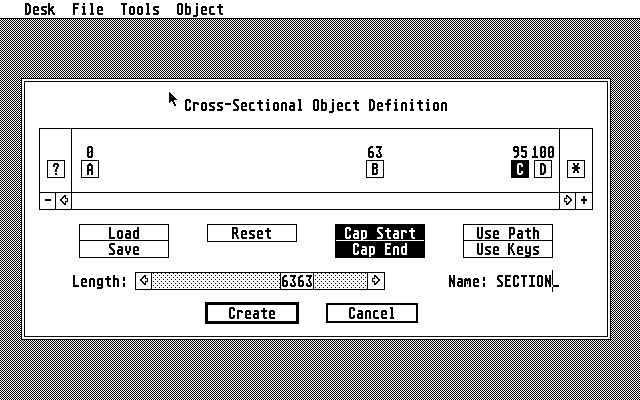 Desk File Tools Object
Cross-Sectional Object Definition
0 63 95 100
? A B C D *
- +
Load Reset Cap Start Use Path
Save Cap End Use Keys
Length: 6363 Name: SECTION_
Create Cancel